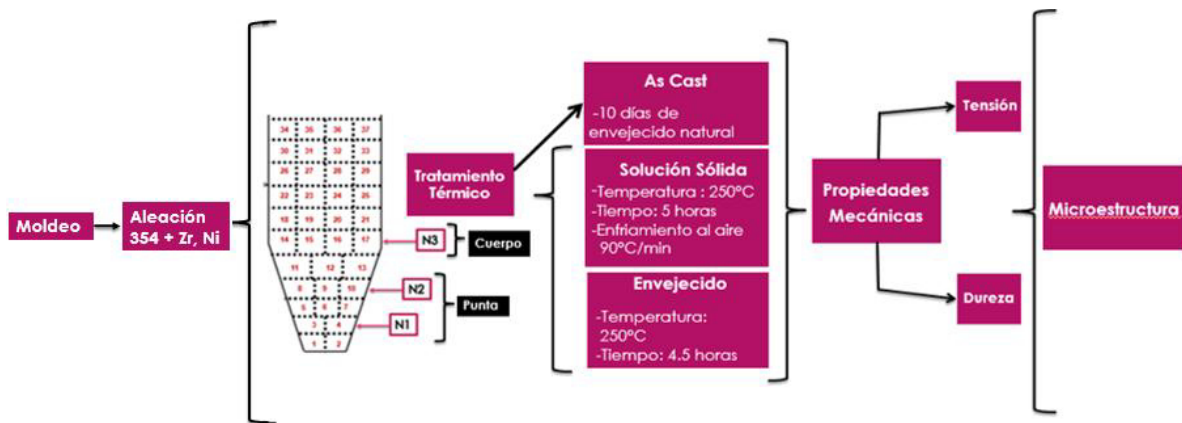 Moldeo
Aleación
354 + Zr, Ni
34 35 36 37
30 31 32 33
26 27 28 29
22 23 24 25
18 19 20 21
14 15 16 17
11 12 13
8 9 10
5 6 7
3 4
1 2
N3
Cuerpo
N2
Punta
N1
Tratamiento
Térmico
As Cast
-10 días de
envejecido natural
Solución Sólida
-Temperatura : 250°C
-Tiempo: 5 horas
-Enfriamiento al aire
90°C/min
Envejecido
-Temperatura:
250°C
-Tiempo: 4.5 horas
Propiedades
Mecánicas
Tensión
Dureza
Microestructura